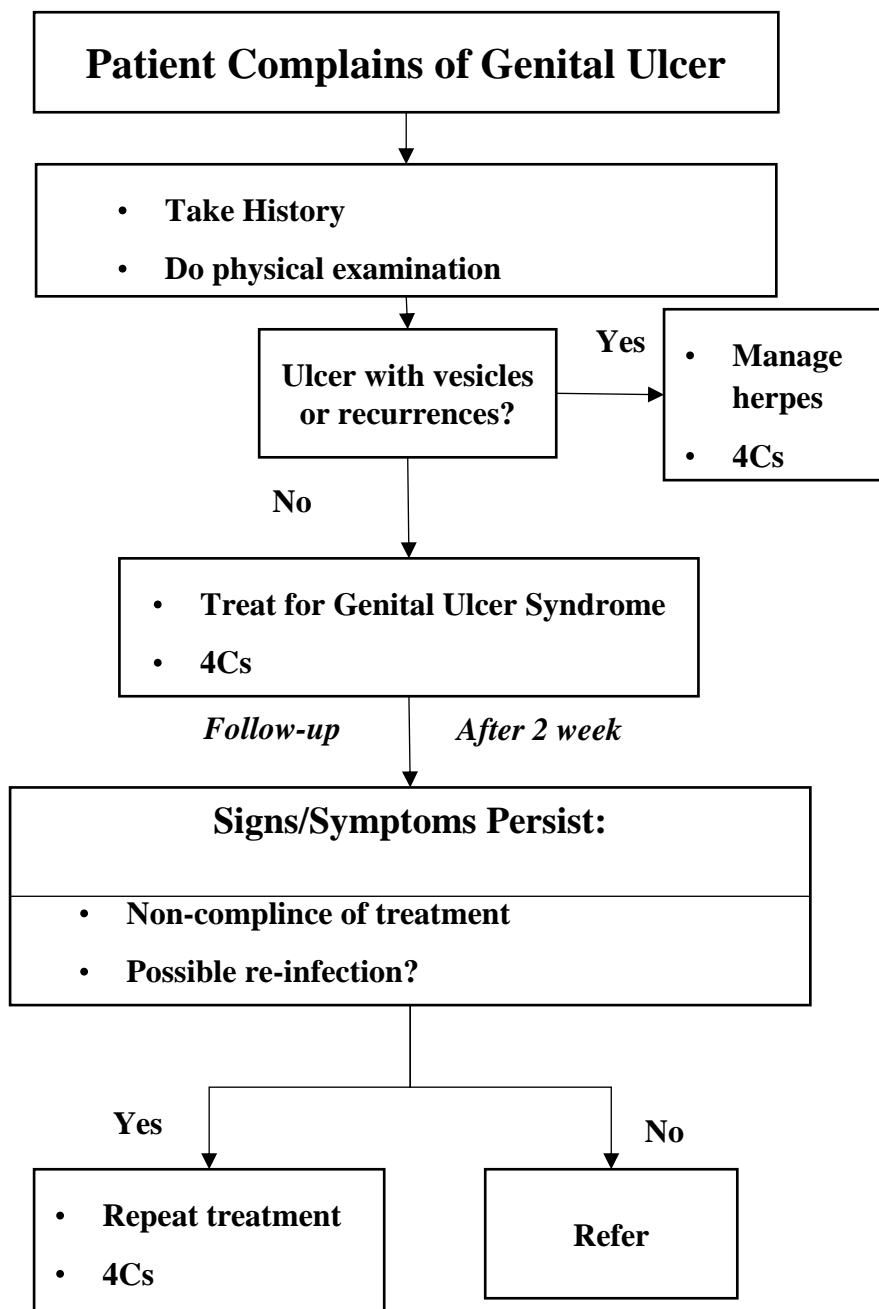 Patient Complains of Genital Ulcer
• Take History
• Do physical examination
Ulcer with vesicles
or recurrences?
Yes
• Manage
herpes
• 4Cs
No
• Treat for Genital Ulcer Syndrome
• 4Cs
Follow-up After 2 week
Signs/Symptoms Persist:
• Non-complince of treatment
• Possible re-infection?
Yes
No
• Repeat treatment
• 4Cs
Refer